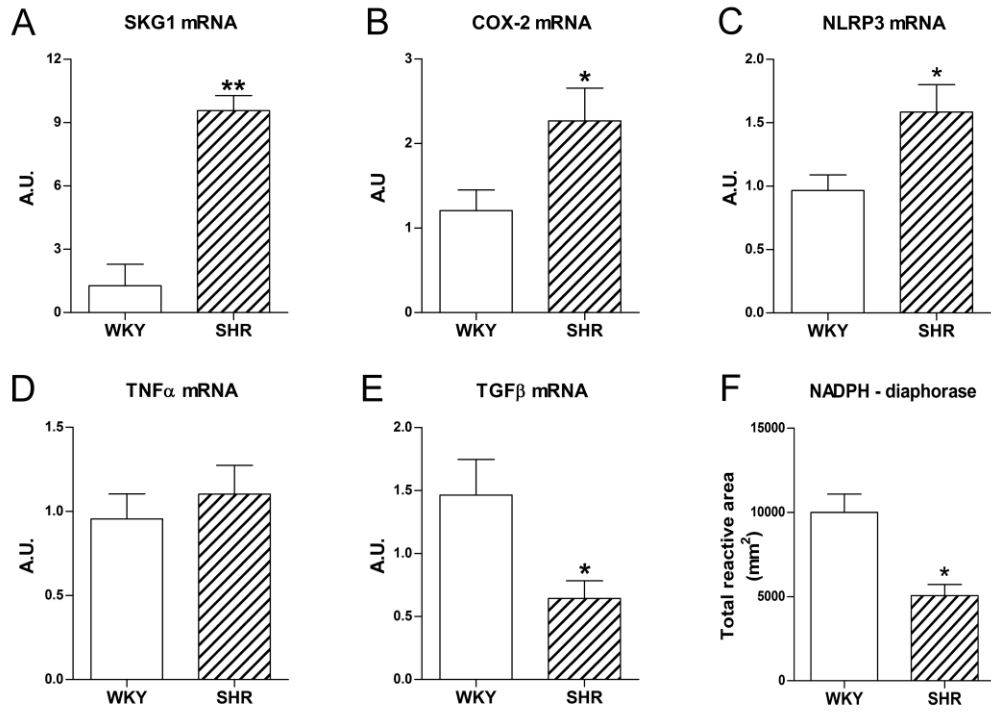 A
SKG1 mRNA
A.U.
12
9
6
3
0
**
WKY
SHR
B
COX-2 mRNA
A.U
3
2
1
0
*
WKY
SHR
C
NLRP3 mRNA
A.U.
2.0
1.5
1.0
0.5
0.0
*
WKY
SHR
D
TNFα mRNA
A.U.
1.5
1.0
0.5
0.0
WKY
SHR
E
TGFβ mRNA
A.U.
2.0
1.5
1.0
0.5
0.0
*
WKY
SHR
F
NADPH - diaphorase
Total reactive area
(mm²)
15000
10000
5000
0
*
WKY
SHR